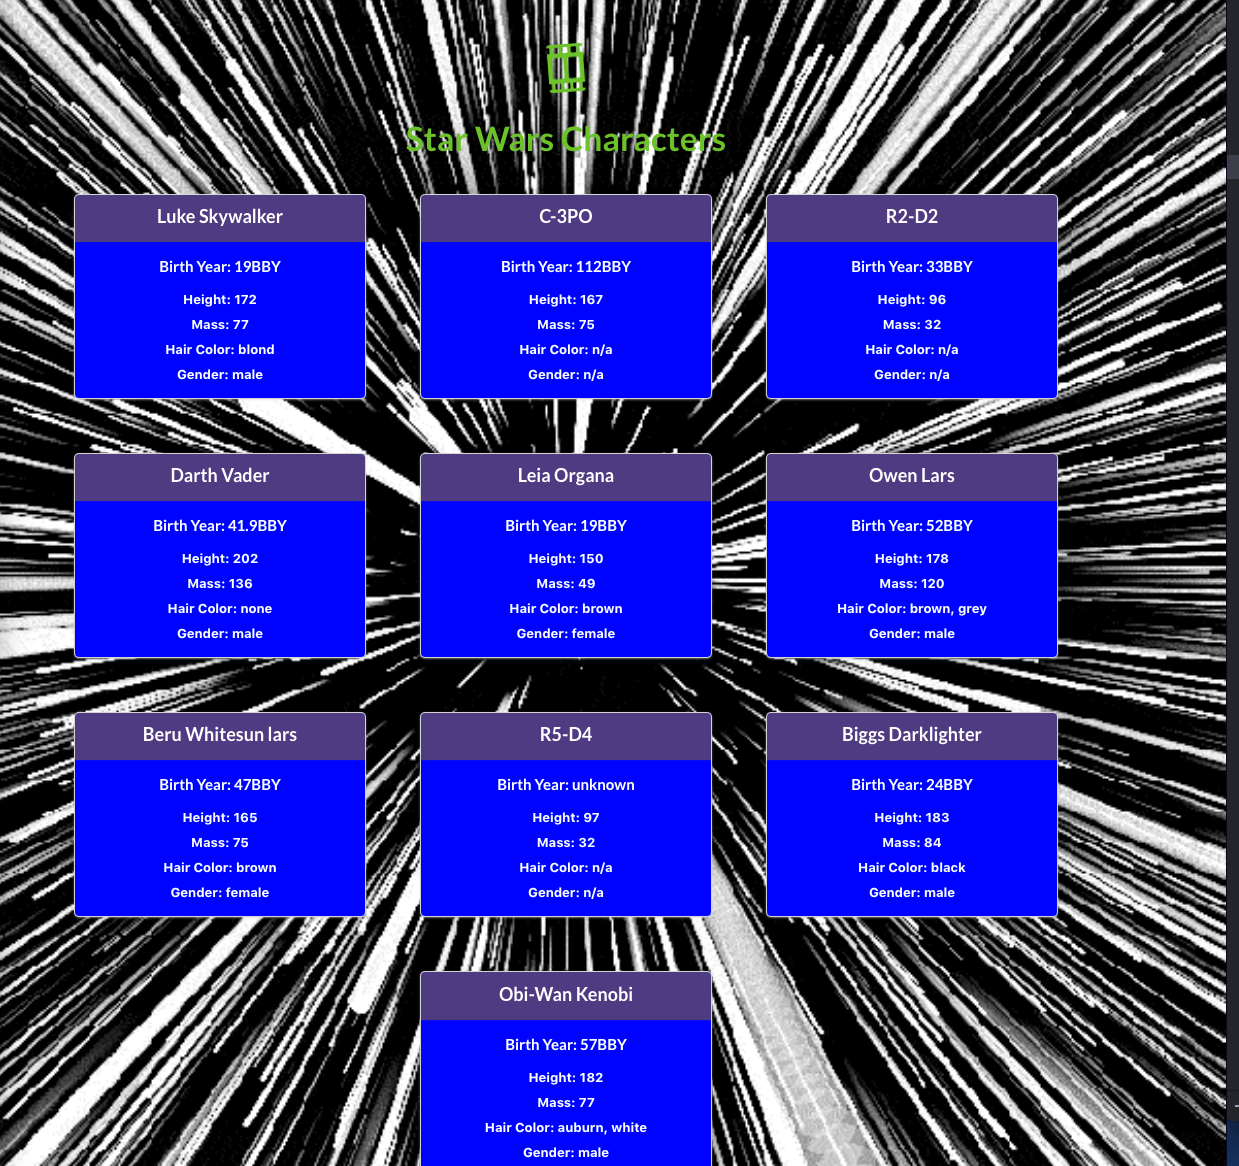 Star Wars Characters
Luke Skywalker
Birth Year: 19BBY
Height: 172
Mass: 77
Hair Color: blond
Gender: male
C-3PO
Birth Year: 112BBY
Height: 167
Mass: 75
Hair Color: n/a
Gender: n/a
R2-D2
Birth Year: 33BBY
Height: 96
Mass: 32
Hair Color: n/a
Gender: n/a
Darth Vader
Birth Year: 41.9BBY
Height: 202
Mass: 136
Hair Color: none
Gender: male
Leia Organa
Birth Year: 19BBY
Height: 150
Mass: 49
Hair Color: brown
Gender: female
Owen Lars
Birth Year: 52BBY
Height: 178
Mass: 120
Hair Color: brown, grey
Gender: male
Beru Whitesun lars
Birth Year: 47BBY
Height: 165
Mass: 75
Hair Color: brown
Gender: female
R5-D4
Birth Year: unknown
Height: 97
Mass: 32
Hair Color: n/a
Gender: n/a
Biggs Darklighter
Birth Year: 24BBY
Height: 183
Mass: 84
Hair Color: black
Gender: male
Obi-Wan Kenobi
Birth Year: 57BBY
Height: 182
Mass: 77
Hair Color: auburn, white
Gender: male